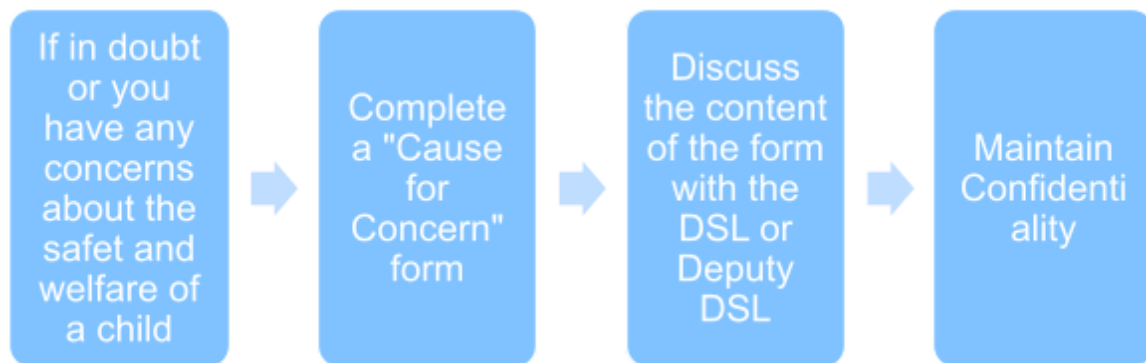 If in doubt
or you
have any
concerns
about the
safet and
welfare of
a child
Complete
a "Cause
for
Concern"
form
Discuss
the content
of the form
with the
DSL or
Deputy
DSL
Maintain
Confidenti
ality